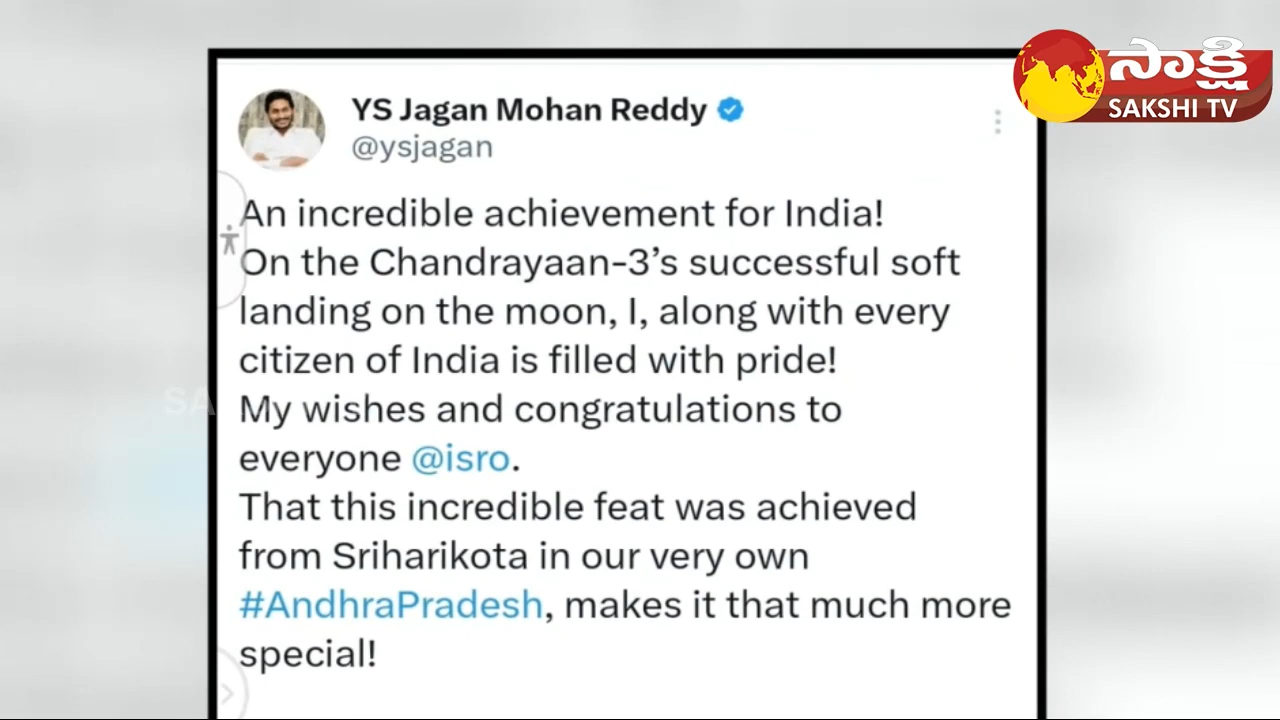 సాక్షి
SAKSHI TV
YS Jagan Mohan Reddy
@ysjagan
An incredible achievement for India!
On the Chandrayaan-3’s successful soft
landing on the moon, I, along with every
citizen of India is filled with pride!
SA
My wishes and congratulations to
everyone @isro.
That this incredible feat was achieved
from Sriharikota in our very own
#AndhraPradesh, makes it that much more
special!